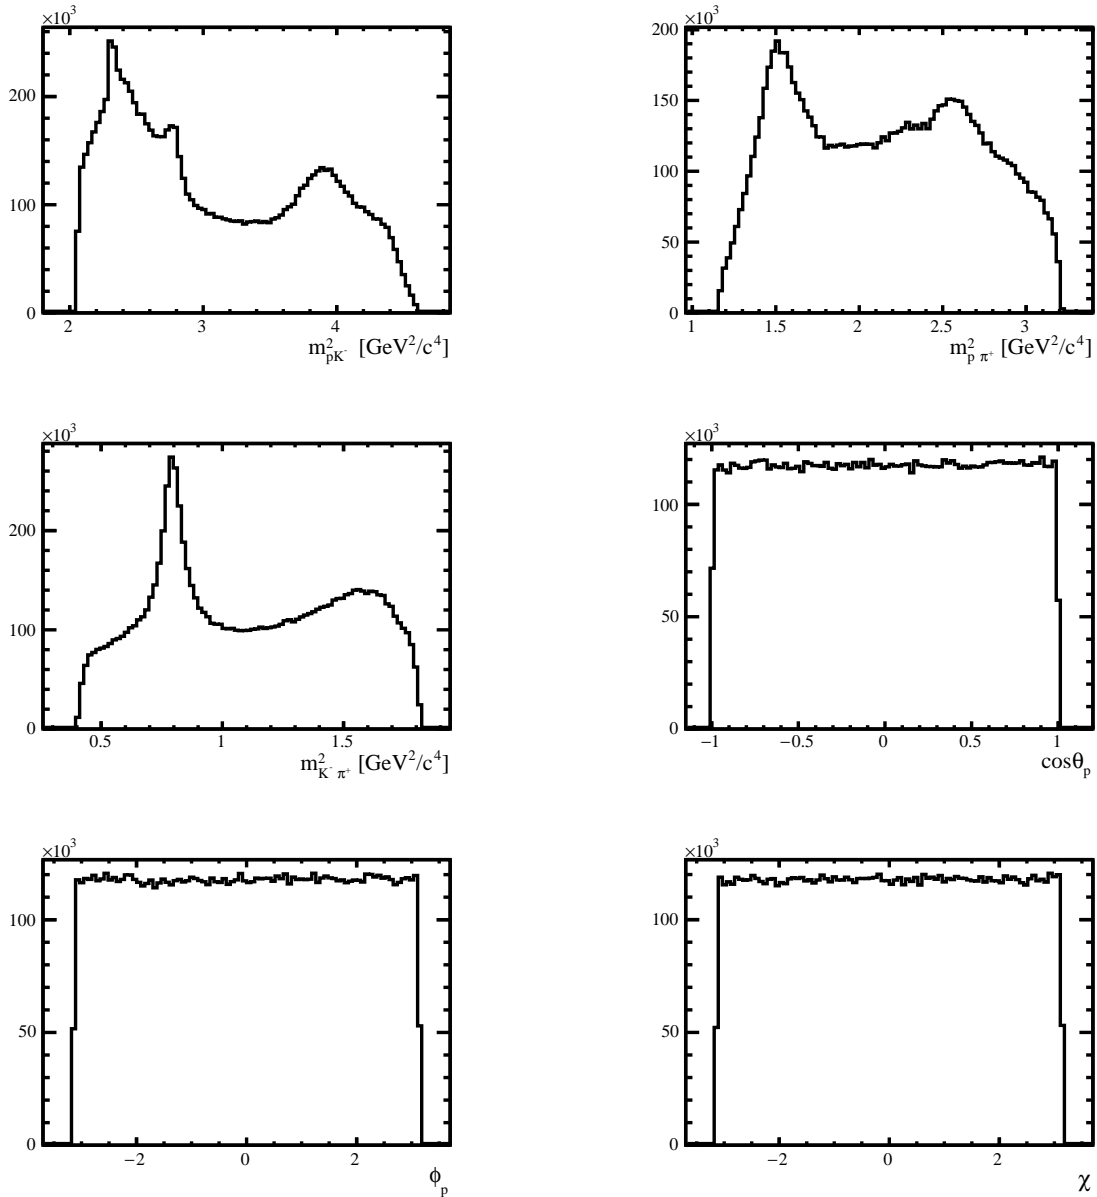 ×10³ ×10³
200
100
0
2 3 4
m²pK⁻ [GeV²/c⁴]
200
150
100
50
0
1 1.5 2 2.5 3
m²p π⁺ [GeV²/c⁴]
×10³
200
100
0
0.5 1 1.5
m²K⁻ π⁺ [GeV²/c⁴]
×10³
100
50
0
−1 −0.5 0 0.5 1
cosθp
×10³
100
50
0
−2 0 2
ϕp
×10³
100
50
0
−2 0 2
χ